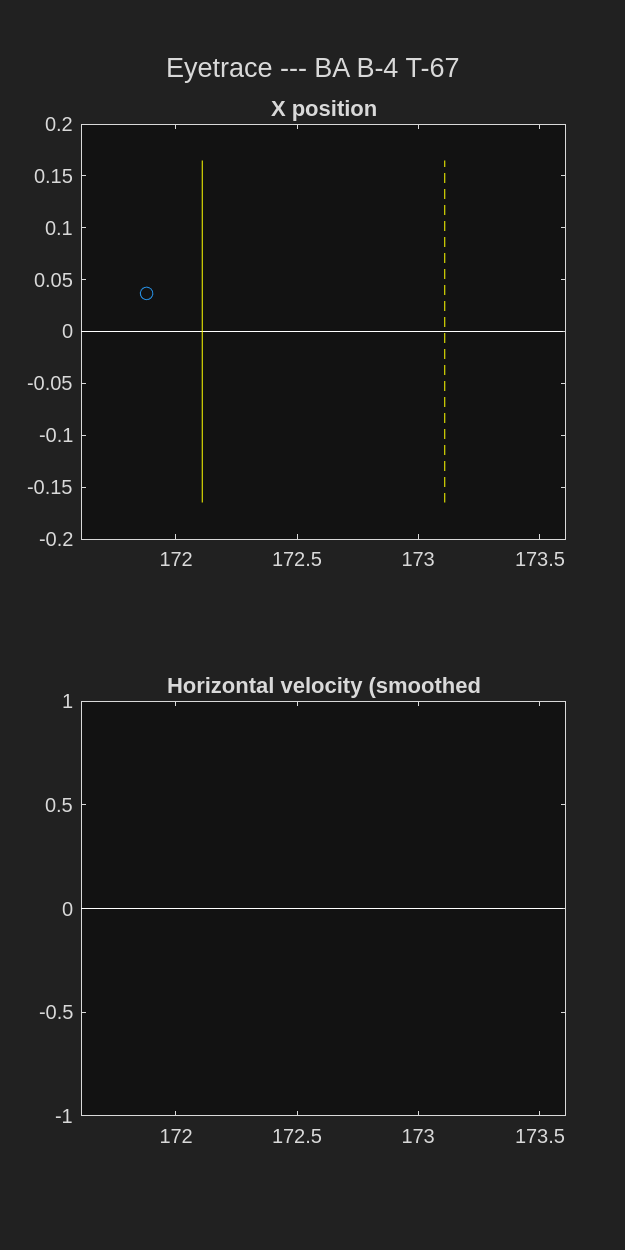 Eyetrace --- BA B-4 T-67
X position
0.2
0.15
0.1
0.05
0
-0.05
-0.1
-0.15
-0.2
172 172.5 173 173.5
Horizontal velocity (smoothed
1
0.5
0
-0.5
-1
172 172.5 173 173.5